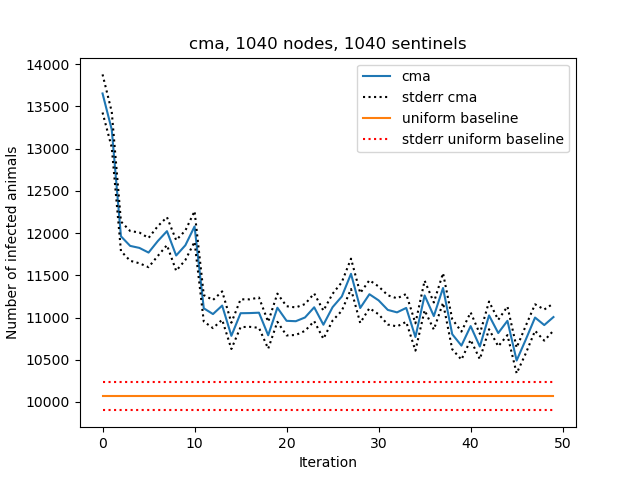 cma, 1040 nodes, 1040 sentinels
14000
13500
13000
12500
12000
11500
11000
10500
10000
Number of infected animals
cma
stderr cma
uniform baseline
stderr uniform baseline
0 10 20 30 40 50
Iteration